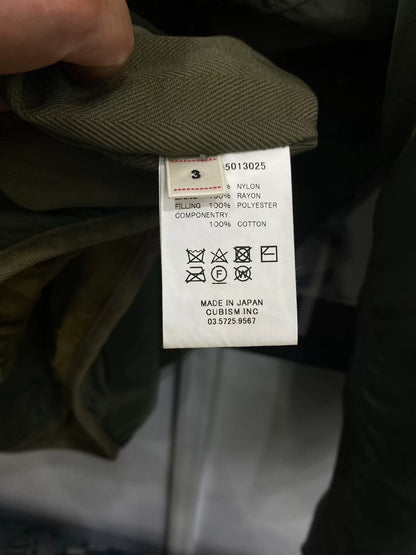 3
5013025
% NYLON
100% RAYON
FILLING 100% POLYESTER
COMPONENTRY:
100% COTTON
F
W
MADE IN JAPAN
CUBISM.INC
03.5725.9567